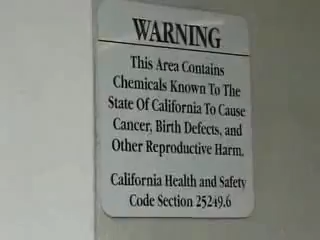 WARNING
This Area Contains
Chemicals Known To The
State Of California To Cause
Cancer, Birth Defects, and
Other Reproductive Harm.
California Health and Safety
Code Section 25249.6